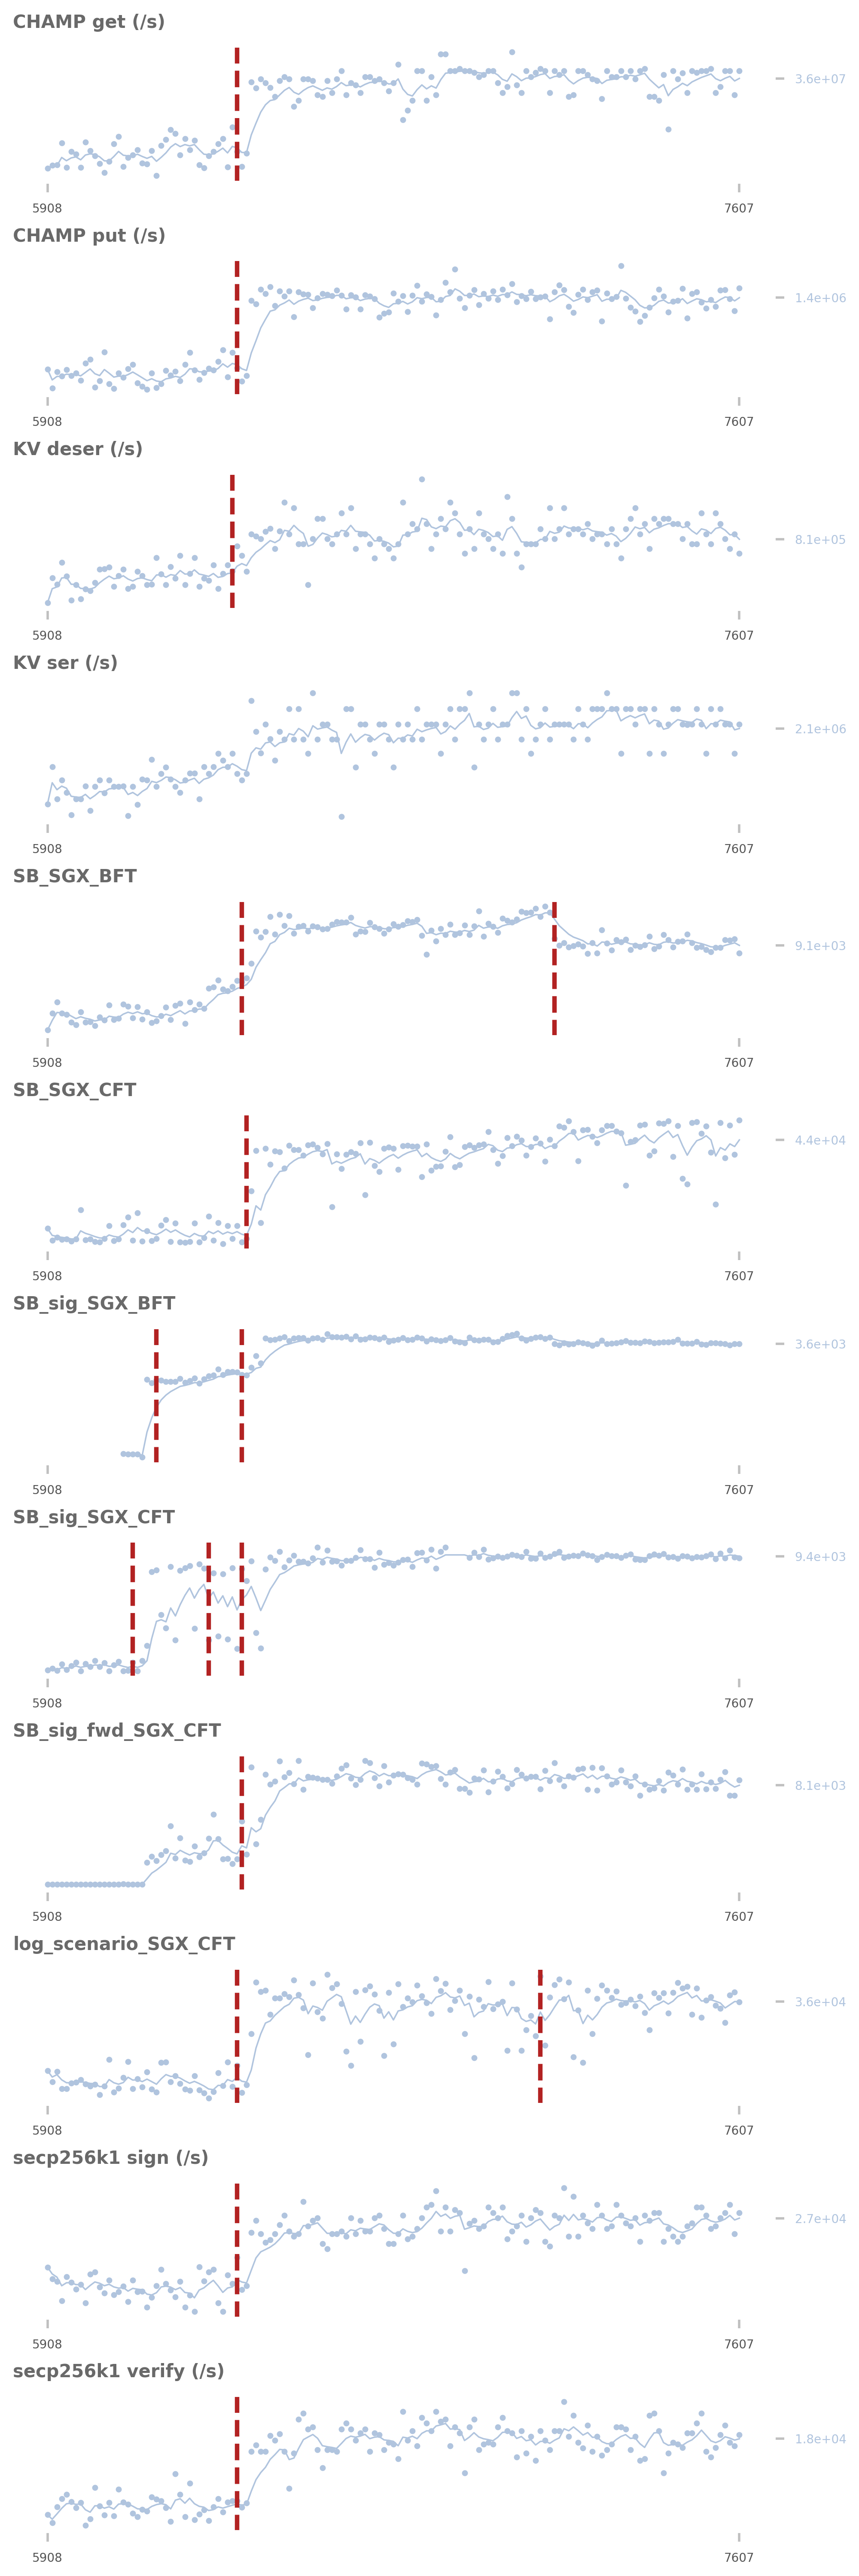 CHAMP get (/s)
3.6e+07
5908 7607
CHAMP put (/s)
1.4e+06
5908 7607
KV deser (/s)
8.1e+05
5908 7607
KV ser (/s)
2.1e+06
5908 7607
SB_SGX_BFT
9.1e+03
5908 7607
SB_SGX_CFT
4.4e+04
5908 7607
SB_sig_SGX_BFT
3.6e+03
5908 7607
SB_sig_SGX_CFT
9.4e+03
5908 7607
SB_sig_fwd_SGX_CFT
8.1e+03
5908 7607
log_scenario_SGX_CFT
3.6e+04
5908 7607
secp256k1 sign (/s)
2.7e+04
5908 7607
secp256k1 verify (/s)
1.8e+04
5908 7607